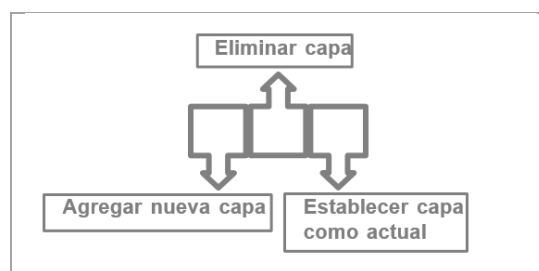 Eliminar capa
Agregar nueva capa
Establecer capa
como actual